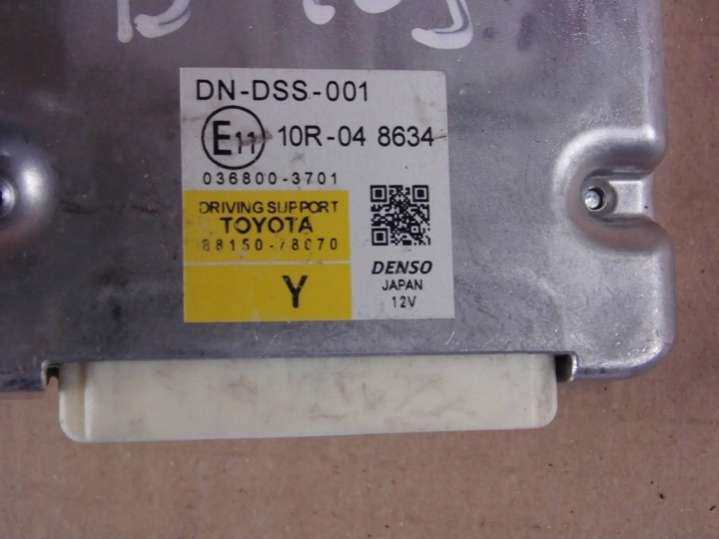 DN-DSS-001
E11 10R-04 8634
036800-3701
DRIVING SUPPORT
TOYOTA
88150-78070
DENSO
Y
JAPAN
12V